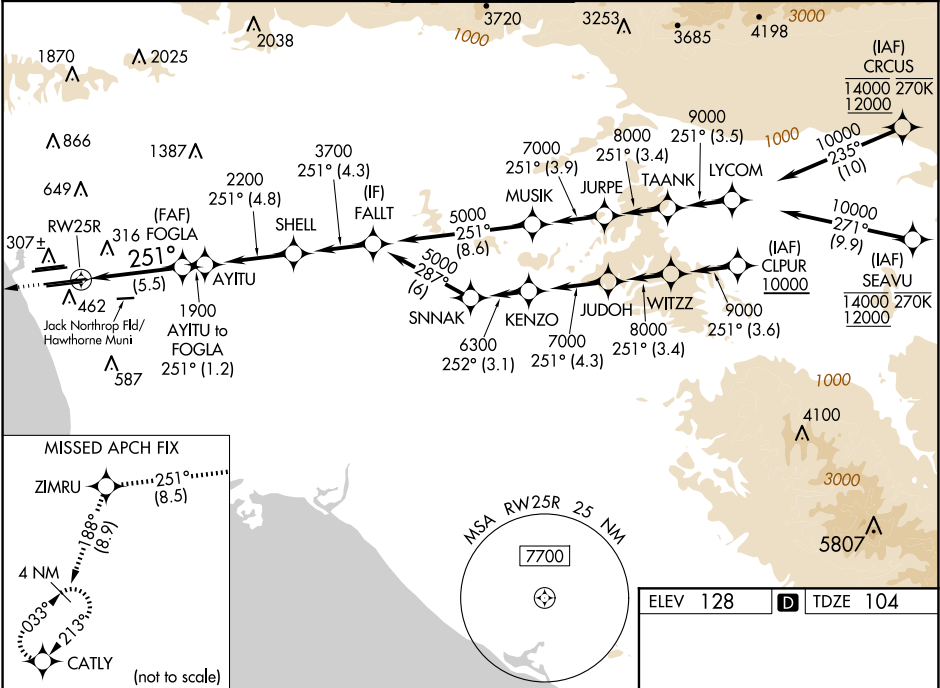 3720
3253
3000
2038
1000
3685
4198
1870
2025
(IAF)
CRCUS
14000 270K
12000
866
1387
7000
251° (3.9)
8000
251° (3.4)
9000
251° (3.5)
1000
10000
235°
(10)
649
3700
251° (4.3)
2200
251° (4.8)
(IF)
FALLT
MUSIK
JURPE
TAANK
LYCOM
RW25R
(FAF)
FOGLA
SHELL
5000
251°
(8.6)
10000
271°
(9.9)
307 ±
316
251°
(5.5)
AYITU
5000
287°
(6)
(IAF)
CLPUR
10000
(IAF)
SEAVU
14000 270K
12000
462
Jack Northrop Fld/
Hawthorne Muni
1900
AYITU to
FOGLA
251° (1.2)
SNNAK
KENZO
JUDOH
WITZZ
6300
252° (3.1)
7000
251° (4.3)
8000
251° (3.4)
9000
251° (3.6)
587
1000
4100
3000
5807
MISSED APCH FIX
ZIMRU
251°
(8.5)
188°
(8.9)
4 NM
033°
213°
CATLY
(not to scale)
MSA RW25R 25 NM
7700
ELEV 128 D TDZE 104